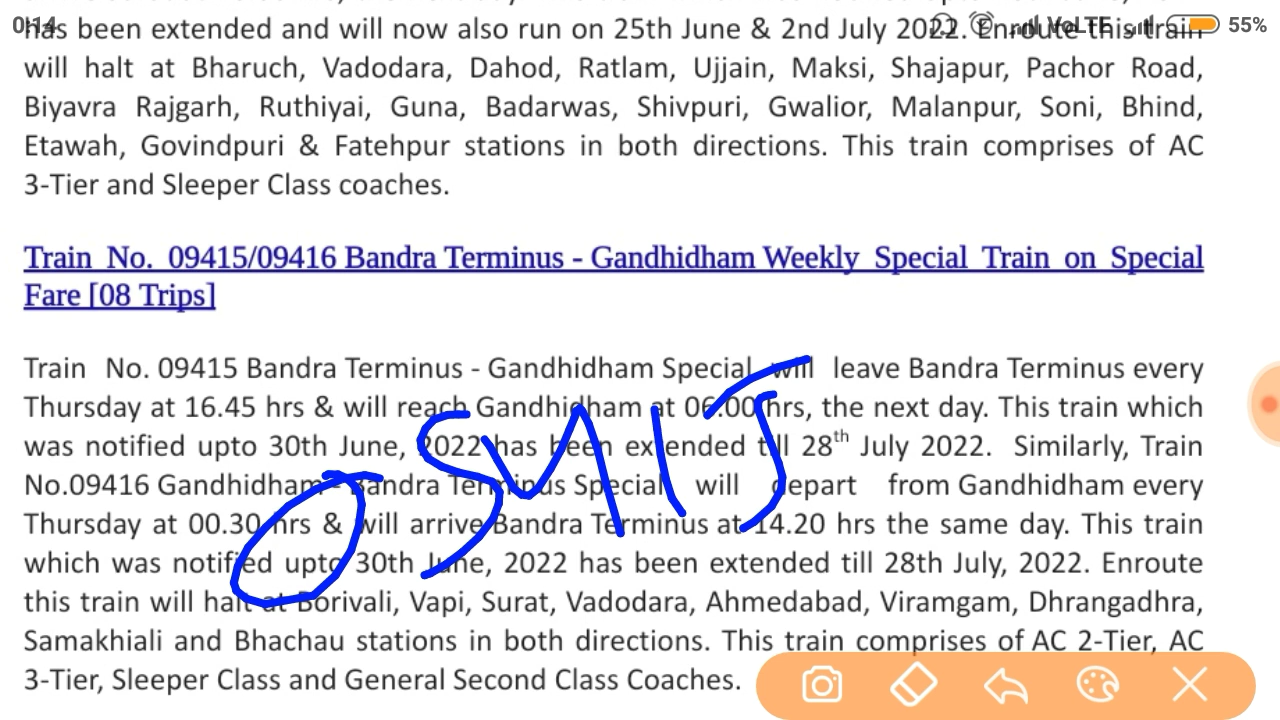 0:14 VoLTE 55%
has been extended and will now also run on 25th June & 2nd July 2022. Enroute this train
will halt at Bharuch, Vadodara, Dahod, Ratlam, Ujjain, Maksi, Shajapur, Pachor Road,
Biyavra Rajgarh, Ruthiyai, Guna, Badarwas, Shivpuri, Gwalior, Malanpur, Soni, Bhind,
Etawah, Govindpuri & Fatehpur stations in both directions. This train comprises of AC
3-Tier and Sleeper Class coaches.
Train No. 09415/09416 Bandra Terminus - Gandhidham Weekly Special Train on Special
Fare [08 Trips]
Train No. 09415 Bandra Terminus - Gandhidham Special will leave Bandra Terminus every
Thursday at 16.45 hrs & will reach Gandhidham at 06.00 hrs, the next day. This train which
was notified upto 30th June, 2022 has been extended till 28th July 2022. Similarly, Train
No.09416 Gandhidham - Bandra Terminus Special will depart from Gandhidham every
Thursday at 00.30 hrs & will arrive Bandra Terminus at 14.20 hrs the same day. This train
which was notified upto 30th June, 2022 has been extended till 28th July, 2022. Enroute
this train will halt at Borivali, Vapi, Surat, Vadodara, Ahmedabad, Viramgam, Dhrangadhra,
Samakhiali and Bhachau stations in both directions. This train comprises of AC 2-Tier, AC
3-Tier, Sleeper Class and General Second Class Coaches.